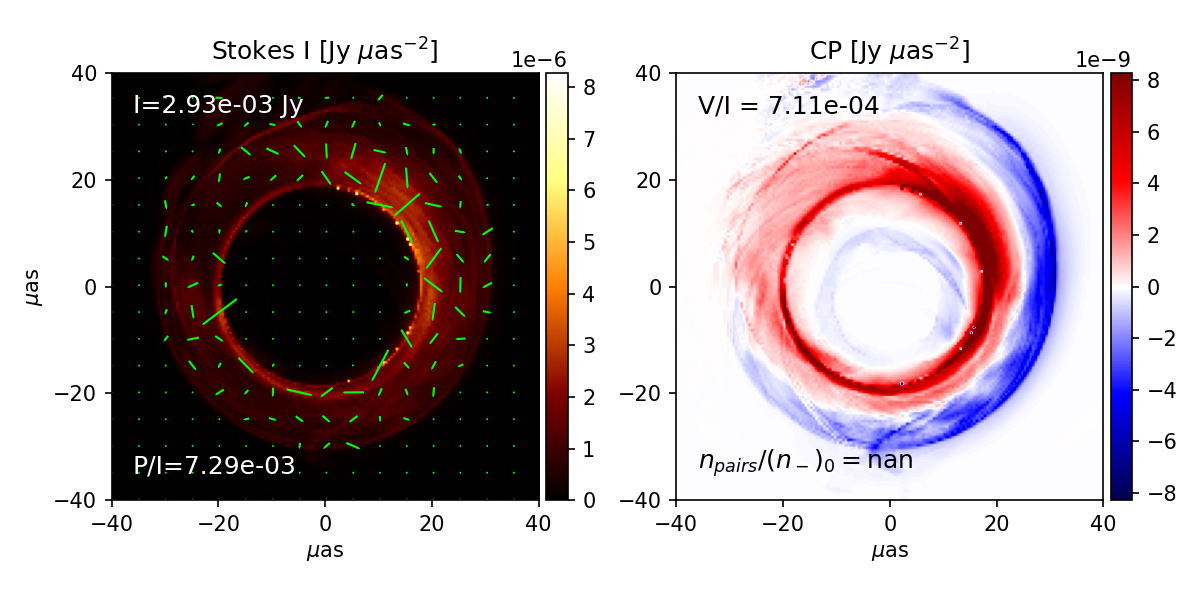 Stokes I [Jy μas⁻²]
1e−6
I=2.93e-03 Jy
P/I=7.29e-03
40
20
0
−20
−40
μas
−40 −20 0 20 40
μas
8
7
6
5
4
3
2
1
0
CP [Jy μas⁻²]
1e−9
V/I = 7.11e-04
n_pairs/(n_−)_0 = nan
40
20
0
−20
−40
−40 −20 0 20 40
μas
8
6
4
2
0
−2
−4
−6
−8